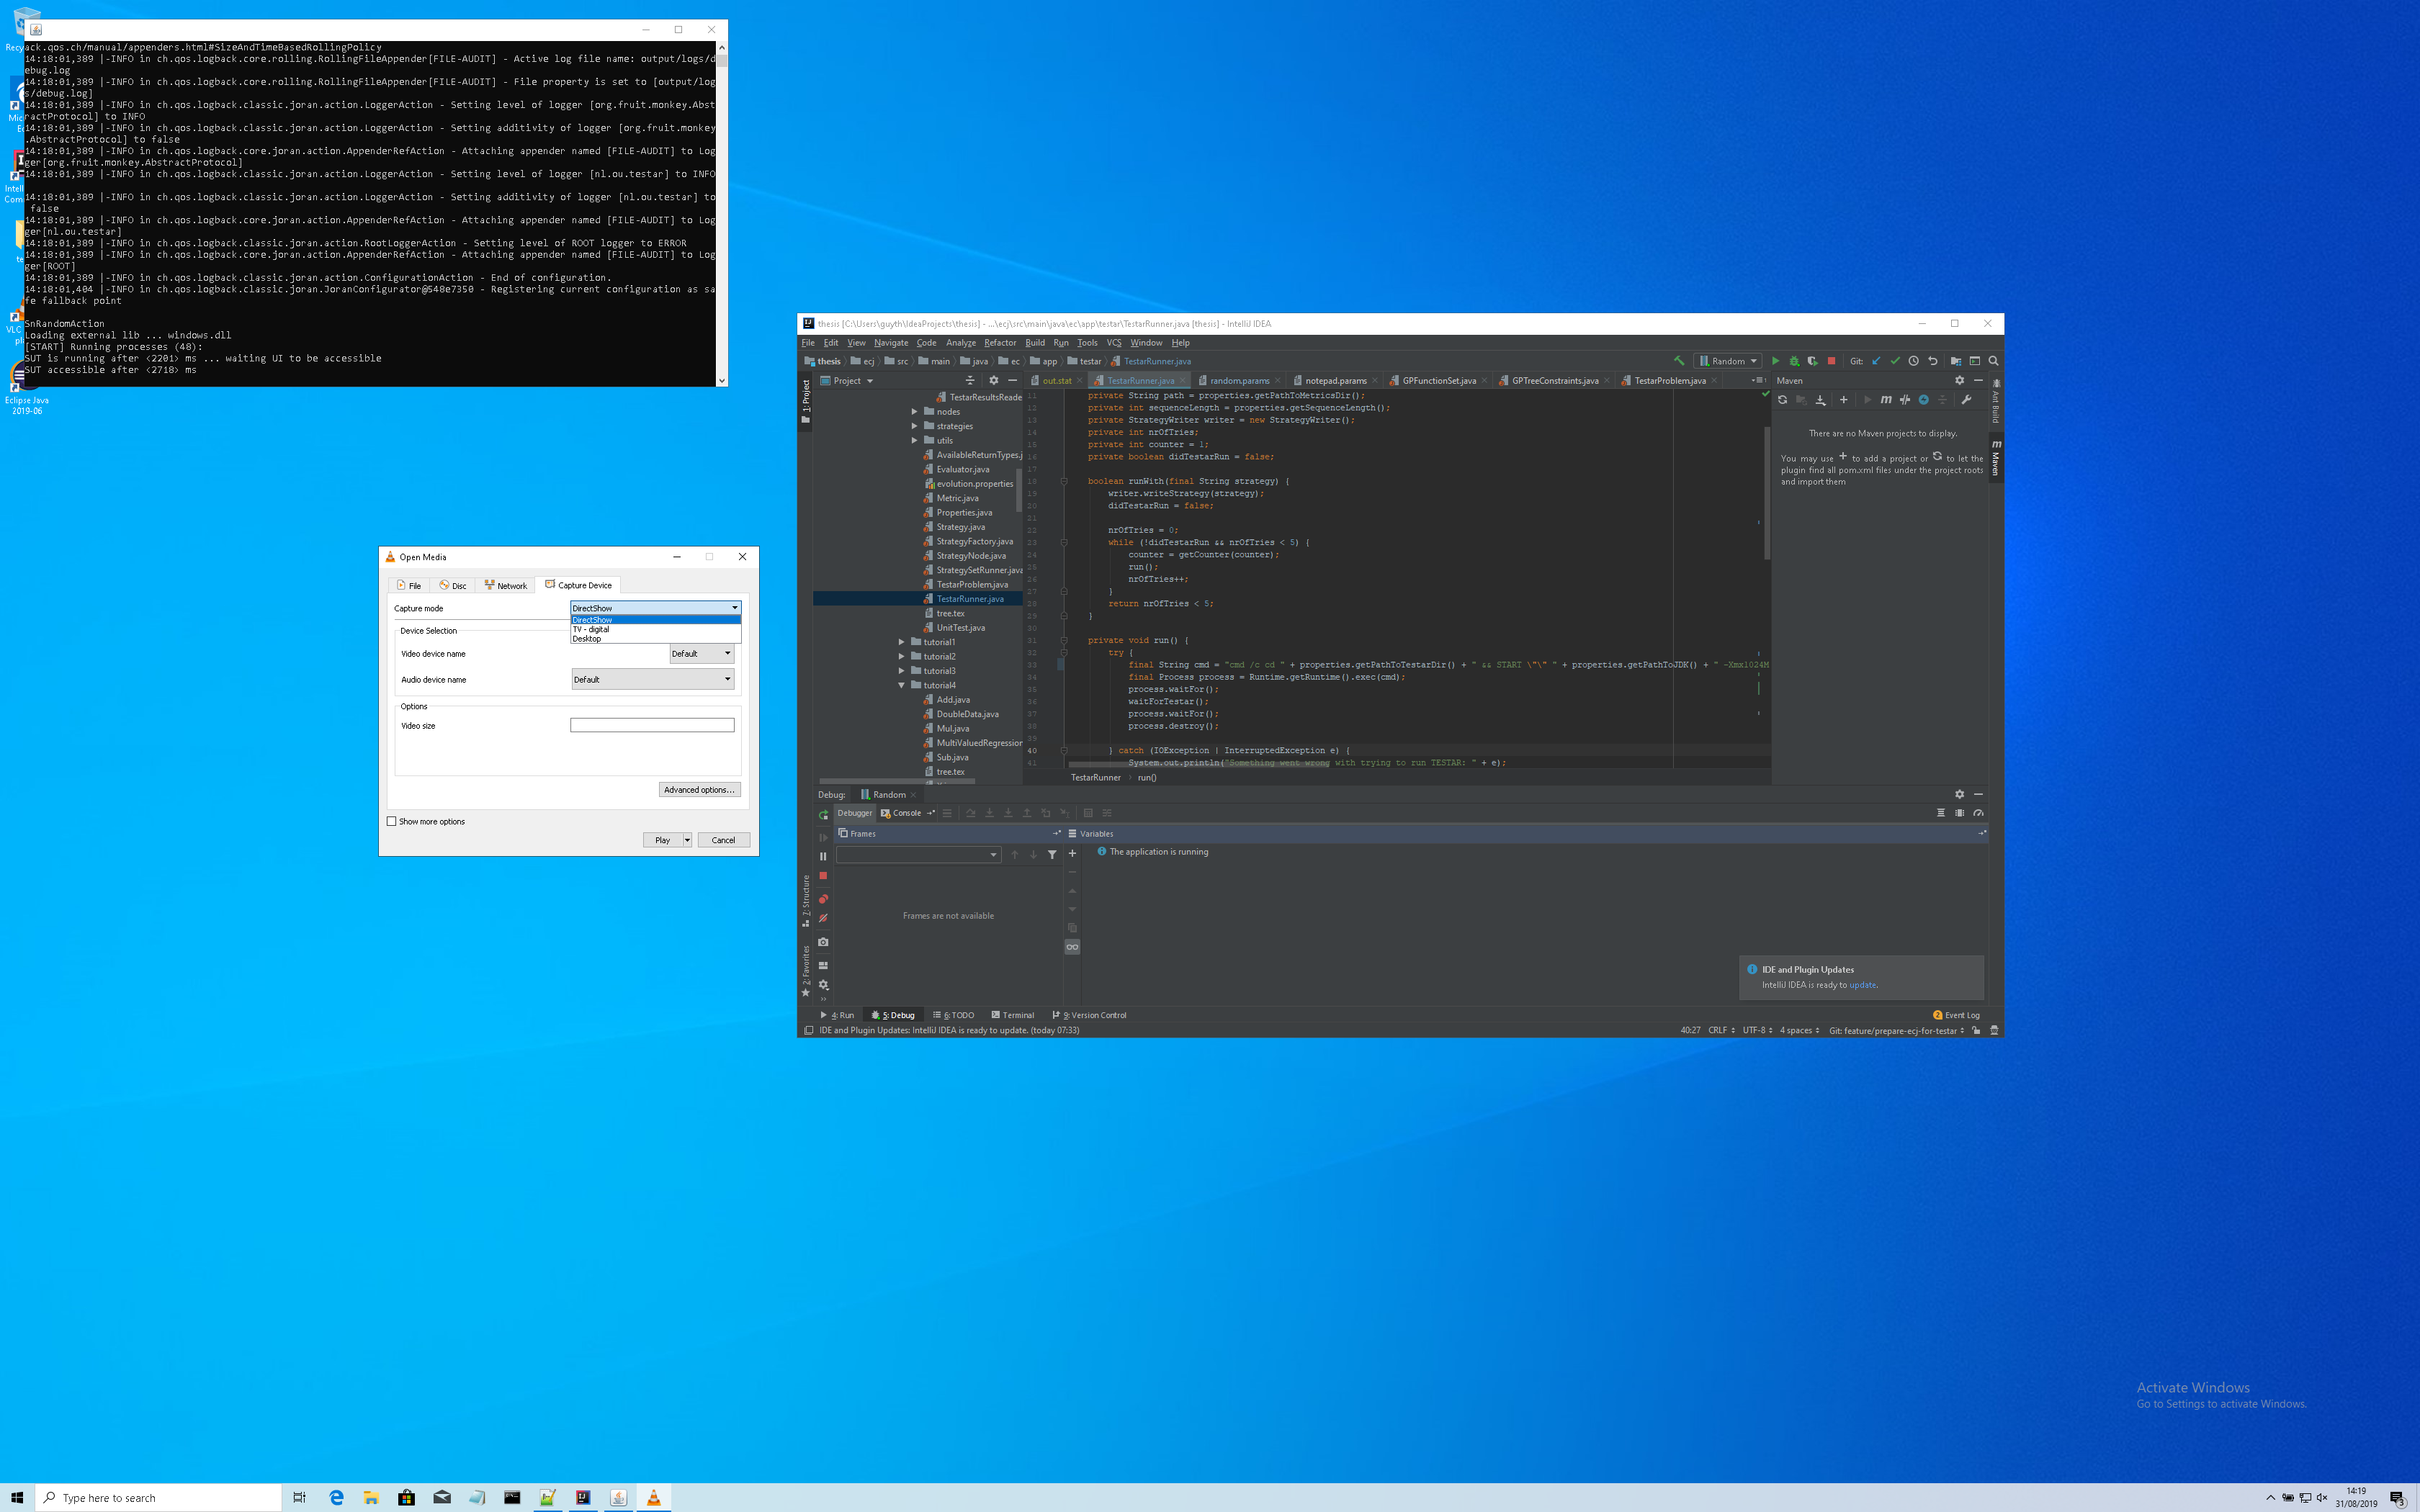 ack.qos.ch/manual/appenders.html#SizeAndTimeBasedRollingPolicy
14:18:01,389 |-INFO in ch.qos.logback.core.rolling.RollingFileAppender[FILE-AUDIT] - Active log file name: output/logs/d
ebug.log
14:18:01,389 |-INFO in ch.qos.logback.core.rolling.RollingFileAppender[FILE-AUDIT] - File property is set to [output/log
s/debug.log]
14:18:01,389 |-INFO in ch.qos.logback.classic.joran.action.LoggerAction - Setting level of logger [org.fruit.monkey.Abst
ractProtocol] to INFO
14:18:01,389 |-INFO in ch.qos.logback.classic.joran.action.LoggerAction - Setting additivity of logger [org.fruit.monkey
.AbstractProtocol] to false
14:18:01,389 |-INFO in ch.qos.logback.core.joran.action.AppenderRefAction - Attaching appender named [FILE-AUDIT] to Log
ger[org.fruit.monkey.AbstractProtocol]
14:18:01,389 |-INFO in ch.qos.logback.classic.joran.action.LoggerAction - Setting level of logger [nl.ou.testar] to INFO
14:18:01,389 |-INFO in ch.qos.logback.classic.joran.action.LoggerAction - Setting additivity of logger [nl.ou.testar] to
false
14:18:01,389 |-INFO in ch.qos.logback.core.joran.action.AppenderRefAction - Attaching appender named [FILE-AUDIT] to Log
ger[nl.ou.testar]
14:18:01,389 |-INFO in ch.qos.logback.classic.joran.action.RootLoggerAction - Setting level of ROOT logger to ERROR
14:18:01,389 |-INFO in ch.qos.logback.core.joran.action.AppenderRefAction - Attaching appender named [FILE-AUDIT] to Log
ger[ROOT]
14:18:01,389 |-INFO in ch.qos.logback.classic.joran.action.ConfigurationAction - End of configuration.
14:18:01,404 |-INFO in ch.qos.logback.classic.joran.JoranConfigurator@548e7350 - Registering current configuration as sa
fe fallback point
SnRandomAction
Loading external lib ... windows.dll
[START] Running processes (48):
SUT is running after <2201> ms ... waiting UI to be accessible
SUT accessible after <2718> ms
Eclipse Java
2019-06
Open Media
File Disc Network Capture Device
Capture mode DirectShow
DirectShow
TV - digital
Desktop
Device Selection
Video device name Default
Audio device name Default
Options
Video size
Advanced options...
Show more options
Play Cancel
thesis [C:\Users\guyth\IdeaProjects\thesis] - ...\ecj\src\main\java\ec\app\testar\TestarRunner.java [thesis] - IntelliJ IDEA
File Edit View Navigate Code Analyze Refactor Build Run Tools VCS Window Help
thesis ecj src main java ec app testar TestarRunner.java Random Git:
1: Project
Project
out.stat TestarRunner.java random.params notepad.params GPFunctionSet.java GPTreeConstraints.java TestarProblem.java
TestarResultsReade
nodes
strategies
utils
AvailableReturnTypes.j
Evaluator.java
evolution.properties
Metric.java
Properties.java
Strategy.java
StrategyFactory.java
StrategyNode.java
StrategySetRunner.java
TestarProblem.java
TestarRunner.java
tree.tex
UnitTest.java
tutorial1
tutorial2
tutorial3
tutorial4
Add.java
DoubleData.java
Mul.java
MultiValuedRegression
Sub.java
tree.tex
11 private String path = properties.getPathToMetricsDir();
12 private int sequenceLength = properties.getSequenceLength();
13 private StrategyWriter writer = new StrategyWriter();
14 private int nrOfTries;
15 private int counter = 1;
16 private boolean didTestarRun = false;
17
18 boolean runWith(final String strategy) {
19 writer.writeStrategy(strategy);
20 didTestarRun = false;
21
22 nrOfTries = 0;
23 while (!didTestarRun && nrOfTries < 5) {
24 counter = getCounter(counter);
25 run();
26 nrOfTries++;
27 }
28 return nrOfTries < 5;
29 }
30
31 private void run() {
32 try {
33 final String cmd = "cmd /c cd " + properties.getPathToTestarDir() + " && START \"\" " + properties.getPathToJDK() + " -Xmx1024M
34 final Process process = Runtime.getRuntime().exec(cmd);
35 process.waitFor();
36 waitForTestar();
37 process.waitFor();
38 process.destroy();
39
40 } catch (IOException | InterruptedException e) {
41 System.out.println("Something went wrong with trying to run TESTAR: " + e);
TestarRunner run()
Maven
There are no Maven projects to display.
You may use + to add a project or to let the
plugin find all pom.xml files under the project roots
and import them
Ant Build
Maven
Debug: Random
Debugger Console
Frames
Variables
The application is running
Frames are not available
7: Structure
2: Favorites
IDE and Plugin Updates
IntelliJ IDEA is ready to update.
4: Run 5: Debug 6: TODO Terminal 9: Version Control
2 Event Log
IDE and Plugin Updates: IntelliJ IDEA is ready to update. (today 07:33)
40:27 CRLF UTF-8 4 spaces Git: feature/prepare-ecj-for-testar
Activate Windows
Go to Settings to activate Windows.
Type here to search
14:19
31/08/2019
3